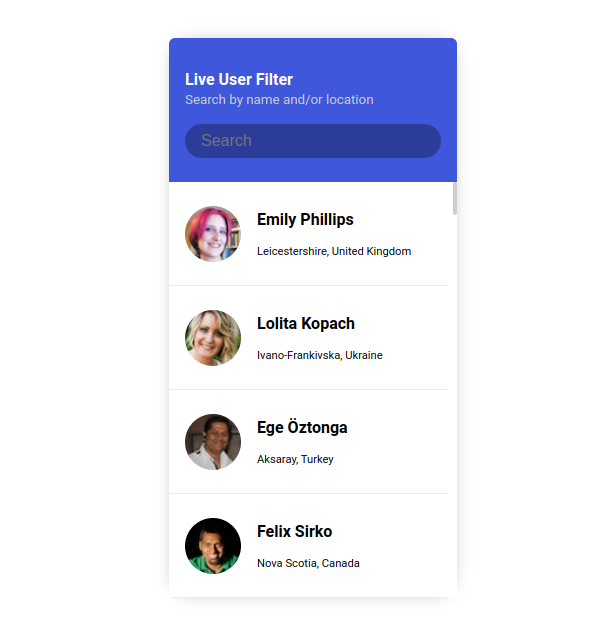 Live User Filter
Search by name and/or location
Search
Emily Phillips
Leicestershire, United Kingdom
Lolita Kopach
Ivano-Frankivska, Ukraine
Ege Öztonga
Aksaray, Turkey
Felix Sirko
Nova Scotia, Canada